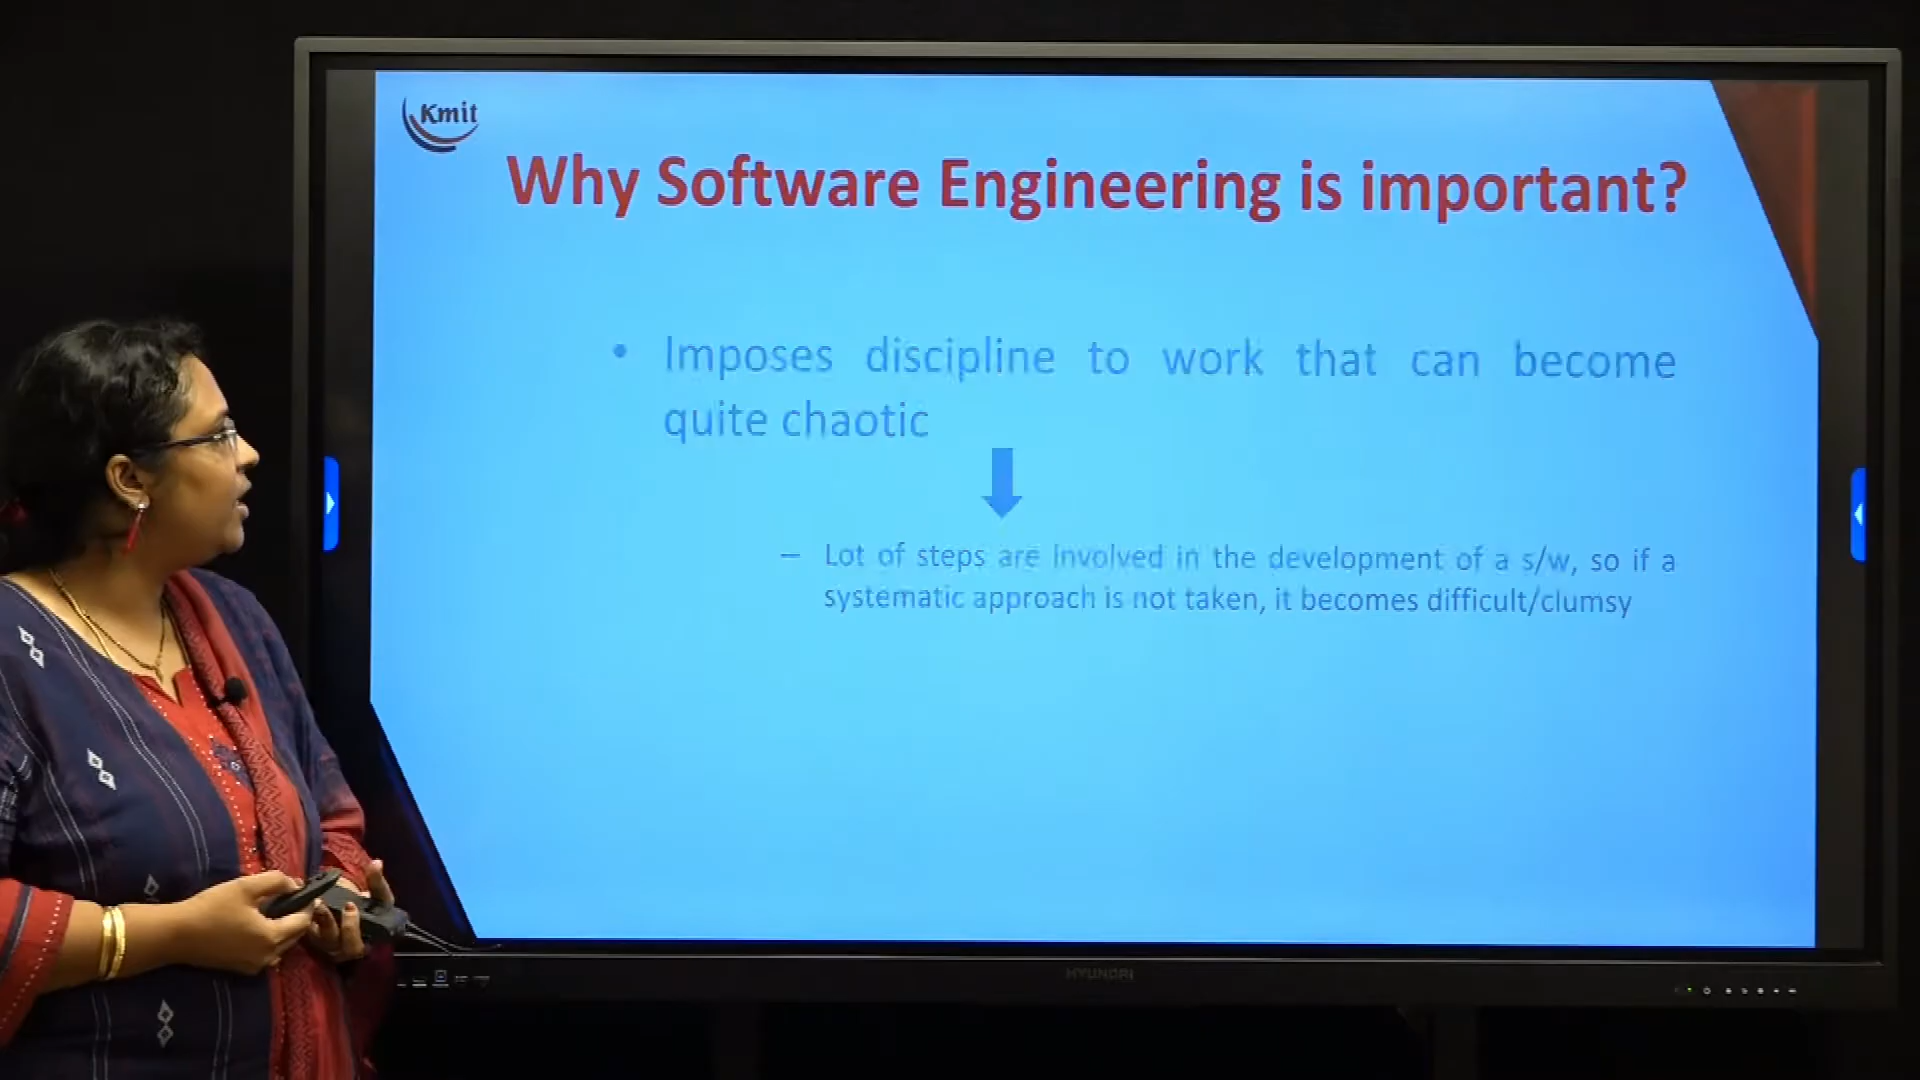 Kmit
Why Software Engineering is important?
• Imposes discipline to work that can become
quite chaotic
– Lot of steps are involved in the development of a s/w, so if a
systematic approach is not taken, it becomes difficult/clumsy
HYUNDAI